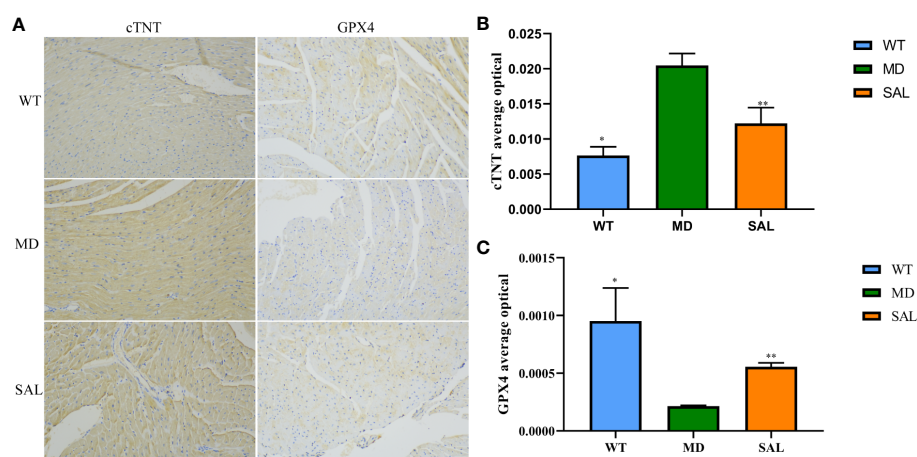 A
cTNT
GPX4
WT
MD
SAL
B
cTNT average optical
0.025
0.020
0.015
0.010
0.005
0.000
*
**
WT
MD
SAL
WT
MD
SAL
C
GPX4 average optical
0.0015
0.0010
0.0005
0.0000
*
**
WT
MD
SAL
WT
MD
SAL